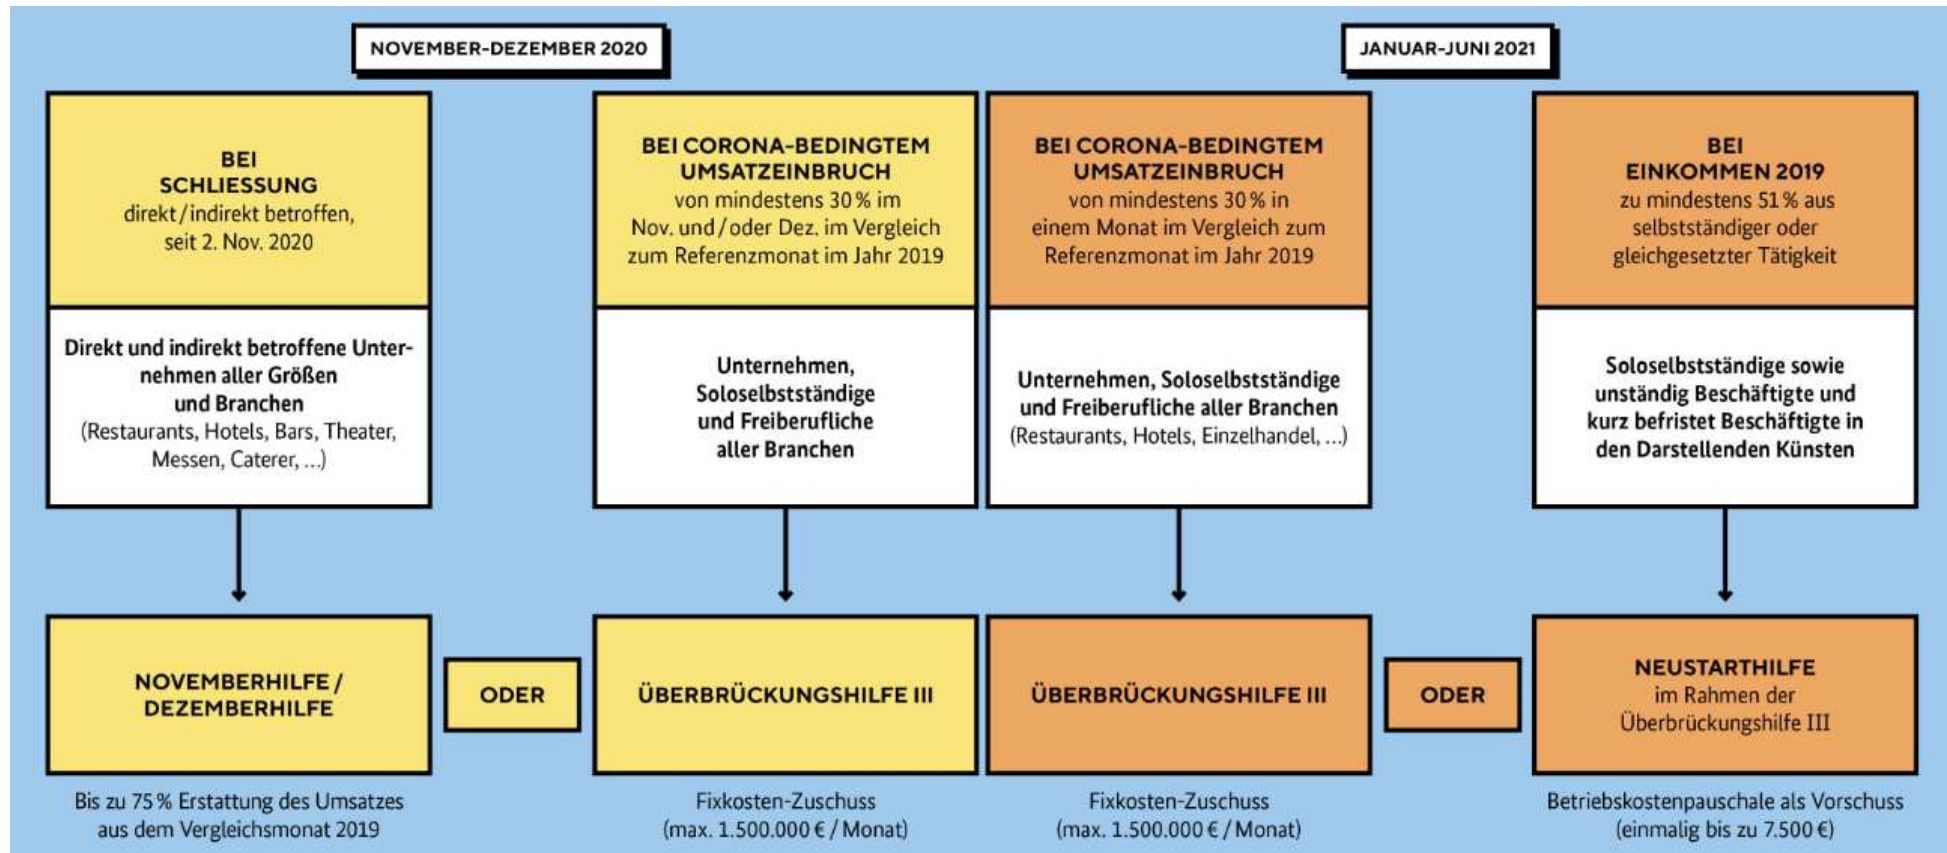 NOVEMBER-DEZEMBER 2020
JANUAR-JUNI 2021
BEI
SCHLIESSUNG
direkt/indirekt betroffen,
seit 2. Nov. 2020
Direkt und indirekt betroffene Unter-
nehmen aller Größen
und Branchen
(Restaurants, Hotels, Bars, Theater,
Messen, Caterer, ...)
NOVEMBERHILFE /
DEZEMBERHILFE
Bis zu 75 % Erstattung des Umsatzes
aus dem Vergleichsmonat 2019
ODER
BEI CORONA-BEDINGTEM
UMSATZEINBRUCH
von mindestens 30 % im
Nov. und/oder Dez. im Vergleich
zum Referenzmonat im Jahr 2019
Unternehmen,
Soloselbstständige
und Freiberufliche
aller Branchen
ÜBERBRÜCKUNGSHILFE III
Fixkosten-Zuschuss
(max. 1.500.000 € / Monat)
BEI CORONA-BEDINGTEM
UMSATZEINBRUCH
von mindestens 30 % in
einem Monat im Vergleich zum
Referenzmonat im Jahr 2019
Unternehmen, Soloselbstständige
und Freiberufliche aller Branchen
(Restaurants, Hotels, Einzelhandel, ...)
ÜBERBRÜCKUNGSHILFE III
Fixkosten-Zuschuss
(max. 1.500.000 € / Monat)
ODER
BEI
EINKOMMEN 2019
zu mindestens 51 % aus
selbstständiger oder
gleichgesetzter Tätigkeit
Soloselbstständige sowie
unständig Beschäftigte und
kurz befristet Beschäftigte in
den Darstellenden Künsten
NEUSTARTHILFE
im Rahmen der
Überbrückungshilfe III
Betriebskostenpauschale als Vorschuss
(einmalig bis zu 7.500 €)